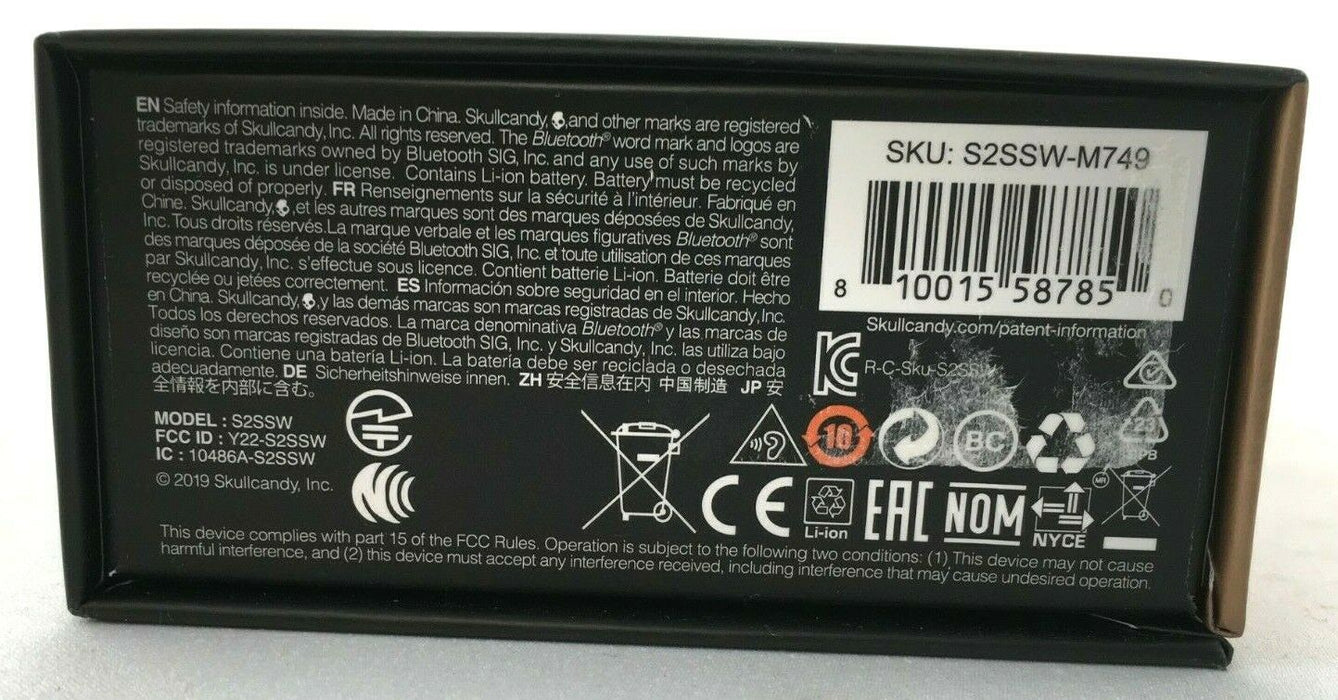 EN Safety information inside. Made in China. Skullcandy, and other marks are registered
trademarks of Skullcandy, Inc. All rights reserved. The Bluetooth® word mark and logos are
registered trademarks owned by Bluetooth SIG, Inc. and any use of such marks by
Skullcandy, Inc. is under license. Contains Li-ion battery. Battery must be recycled
or disposed of properly. FR Renseignements sur la sécurité à l'intérieur. Fabriqué en
Chine. Skullcandy, , et les autres marques sont des marques déposées de Skullcandy,
Inc. Tous droits réservés. La marque verbale et les marques figuratives Bluetooth® sont
des marques déposée de la société Bluetooth SIG, Inc. et toute utilisation de ces marques
par Skullcandy, Inc. s'effectue sous licence. Contient batterie Li-ion. Batterie doit être
recyclée ou jetées correctement. ES Información sobre seguridad en el interior. Hecho
en China. Skullcandy, , y las demás marcas son marcas registradas de Skullcandy, Inc.
Todos los derechos reservados. La marca denominativa Bluetooth® y las marcas de
diseño son marcas registradas de Bluetooth SIG, Inc. y Skullcandy, Inc. las utiliza bajo
licencia. Contiene una batería Li-ion. La batería debe ser reciclada o desechada
adecuadamente. DE Sicherheitshinweise innen. ZH 安全信息在内 中国制造 JP 安
全情報を内部に含む。
MODEL : S2SSW
FCC ID : Y22-S2SSW
IC : 10486A-S2SSW
© 2019 Skullcandy, Inc.
SKU: S2SSW-M749
8 10015 58785 0
Skullcandy.com/patent-information
R-C-Sku-S2SSW
10
BC
23
CE
Li-ion
EAC
NOM
NYCE
This device complies with part 15 of the FCC Rules. Operation is subject to the following two conditions: (1) This device may not cause
harmful interference, and (2) this device must accept any interference received, including interference that may cause undesired operation.